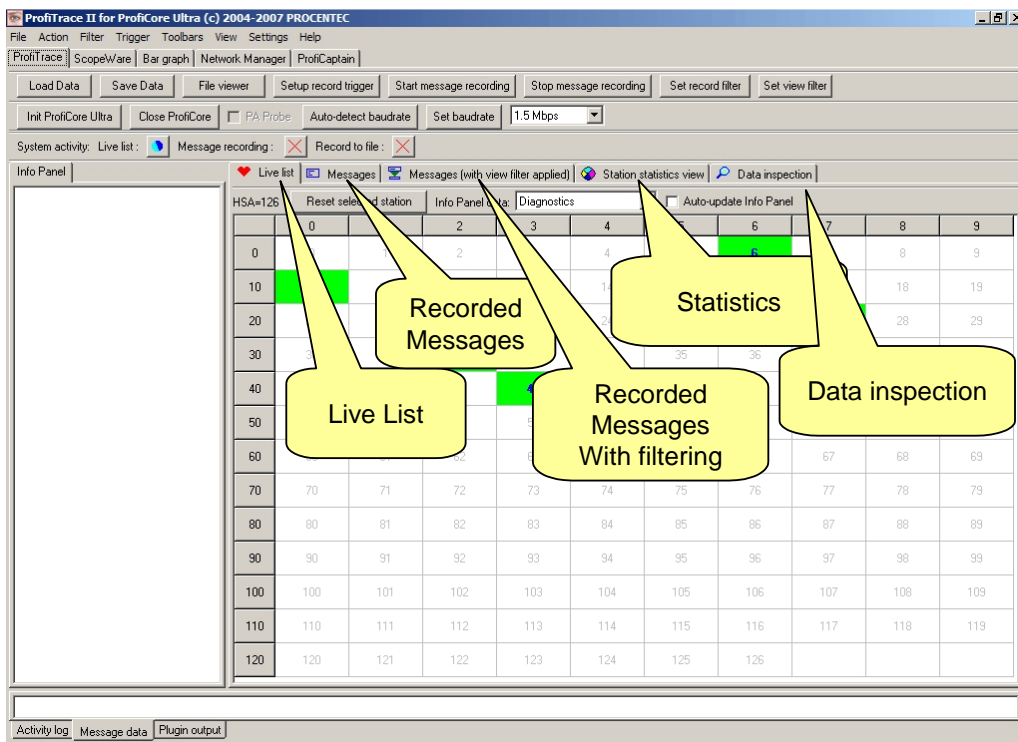 ProfiTrace II for ProfiCore Ultra (c) 2004-2007 PROCENTEC
File Action Filter Trigger Toolbars View Settings Help
ProfiTrace ScopeWare Bar graph Network Manager ProfiCaptain
Load Data Save Data File viewer Setup record trigger Start message recording Stop message recording Set record filter Set view filter
Init ProfiCore Ultra Close ProfiCore PA Probe Auto-detect baudrate Set baudrate 1.5 Mbps
System activity: Live list : Message recording : Record to file :
Info Panel Live list Messages Messages (with view filter applied) Station statistics view Data inspection
HSA=126 Reset selected station Info Panel Diagnostics Auto-update Info Panel
0 2 3 4 6 7 8 9
0 2 4 6 8 9
10 18 19
20 28 29
30 35 36
40
50
60 67 68 69
70 70 71 72 73 74 75 76 77 78 79
80 80 81 82 83 84 85 86 87 88 89
90 90 91 92 93 94 95 96 97 98 99
100 100 101 102 103 104 105 106 107 108 109
110 110 111 112 113 114 115 116 117 118 119
120 120 121 122 123 124 125 126
Live List
Recorded
Messages
Recorded
Messages
With filtering
Statistics
Data inspection
Activity log Message data Plugin output